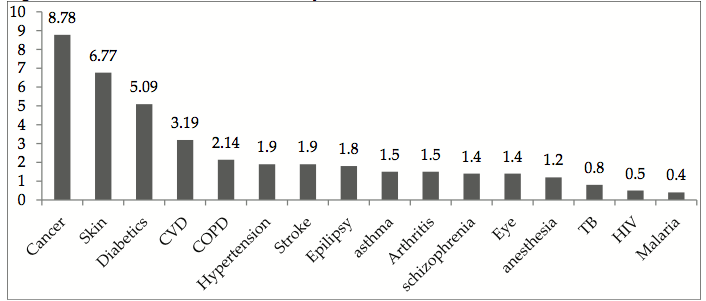 10
9
8
7
6
5
4
3
2
1
0
8.78
6.77
5.09
3.19
2.14
1.9
1.9
1.8
1.5
1.5
1.4
1.4
1.2
0.8
0.5
0.4
Cancer
Skin
Diabetics
CVD
COPD
Hypertension
Stroke
Epilipsy
asthma
Arthritis
schizophrenia
Eye
anesthesia
TB
HIV
Malaria